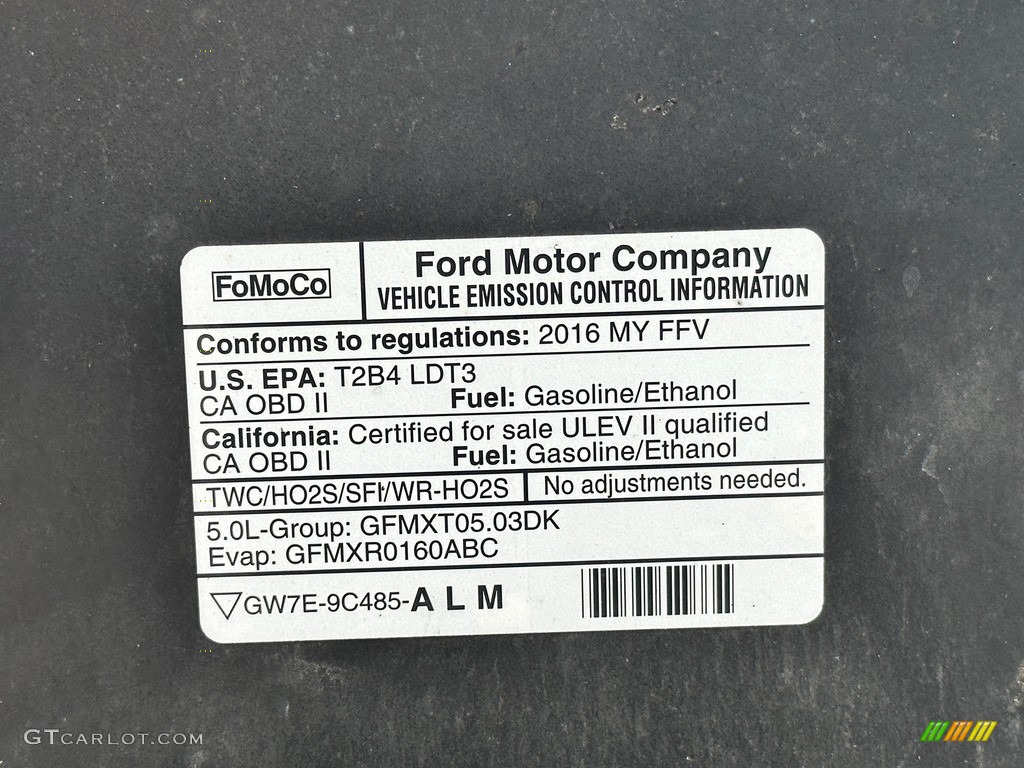 FoMoCo
Ford Motor Company
VEHICLE EMISSION CONTROL INFORMATION
Conforms to regulations: 2016 MY FFV
U.S. EPA: T2B4 LDT3
CA OBD II Fuel: Gasoline/Ethanol
California: Certified for sale ULEV II qualified
CA OBD II Fuel: Gasoline/Ethanol
TWC/HO2S/SFI/WR-HO2S No adjustments needed.
5.0L-Group: GFMXT05.03DK
Evap: GFMXR0160ABC
GW7E-9C485-A L M
GTCARLOT.COM